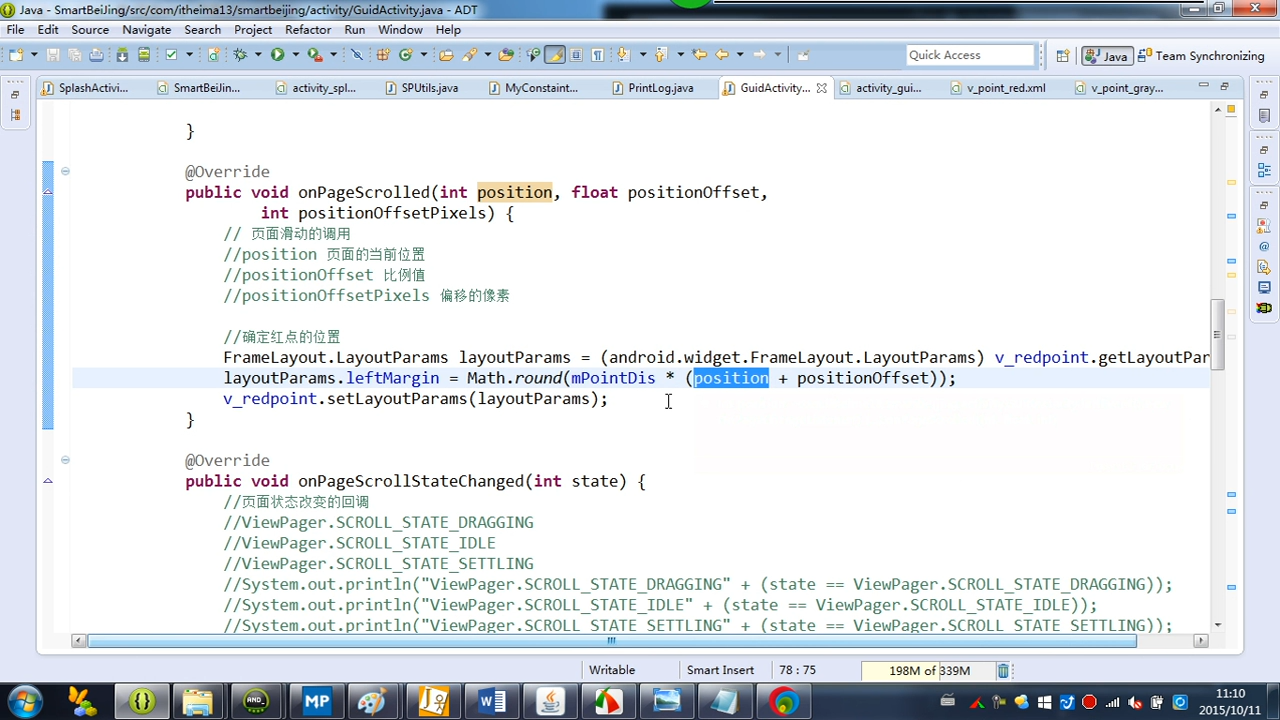 Java - SmartBeiJing/src/com/itheima13/smartbeijing/activity/GuidActivity.java - ADT
File Edit Source Navigate Search Project Refactor Run Window Help
Quick Access Java Team Synchronizing
SplashActivi... SmartBeiJin... activity_spl... SPUtils.java MyConstaint... PrintLog.java GuidActivity... activity_gui... v_point_red.xml v_point_gray...
}
@Override
public void onPageScrolled(int position, float positionOffset,
int positionOffsetPixels) {
// 页面滑动的调用
//position 页面的当前位置
//positionOffset 比例值
//positionOffsetPixels 偏移的像素
//确定红点的位置
FrameLayout.LayoutParams layoutParams = (android.widget.FrameLayout.LayoutParams) v_redpoint.getLayoutPar
layoutParams.leftMargin = Math.round(mPointDis * (position + positionOffset));
v_redpoint.setLayoutParams(layoutParams);
}
@Override
public void onPageScrollStateChanged(int state) {
//页面状态改变的回调
//ViewPager.SCROLL_STATE_DRAGGING
//ViewPager.SCROLL_STATE_IDLE
//ViewPager.SCROLL_STATE_SETTLING
//System.out.println("ViewPager.SCROLL_STATE_DRAGGING" + (state == ViewPager.SCROLL_STATE_DRAGGING));
//System.out.println("ViewPager.SCROLL_STATE_IDLE" + (state == ViewPager.SCROLL_STATE_IDLE));
//System.out.println("ViewPager.SCROLL_STATE_SETTLING" + (state == ViewPager.SCROLL_STATE_SETTLING));
Writable Smart Insert 78 : 75 198M of 339M
MP
11:10
2015/10/11